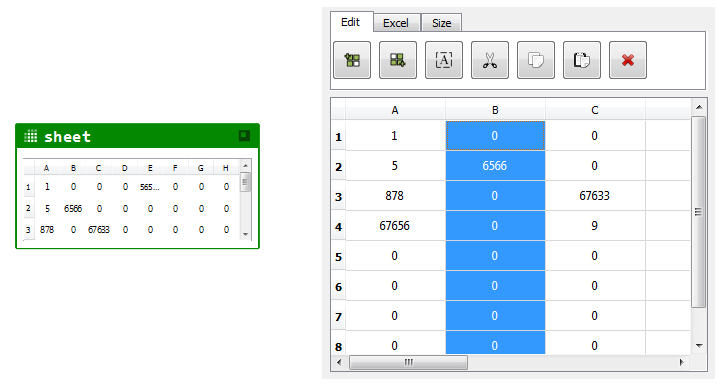 Edit Excel Size
A
A B C
1 1 0 0
2 5 6566 0
3 878 0 67633
4 67656 0 9
5 0 0 0
6 0 0 0
7 0 0 0
8 0 0 0
sheet
A B C D E F G H
1 1 0 0 0 565... 0 0 0
2 5 6566 0 0 0 0 0 0
3 878 0 67633 0 0 0 0 0